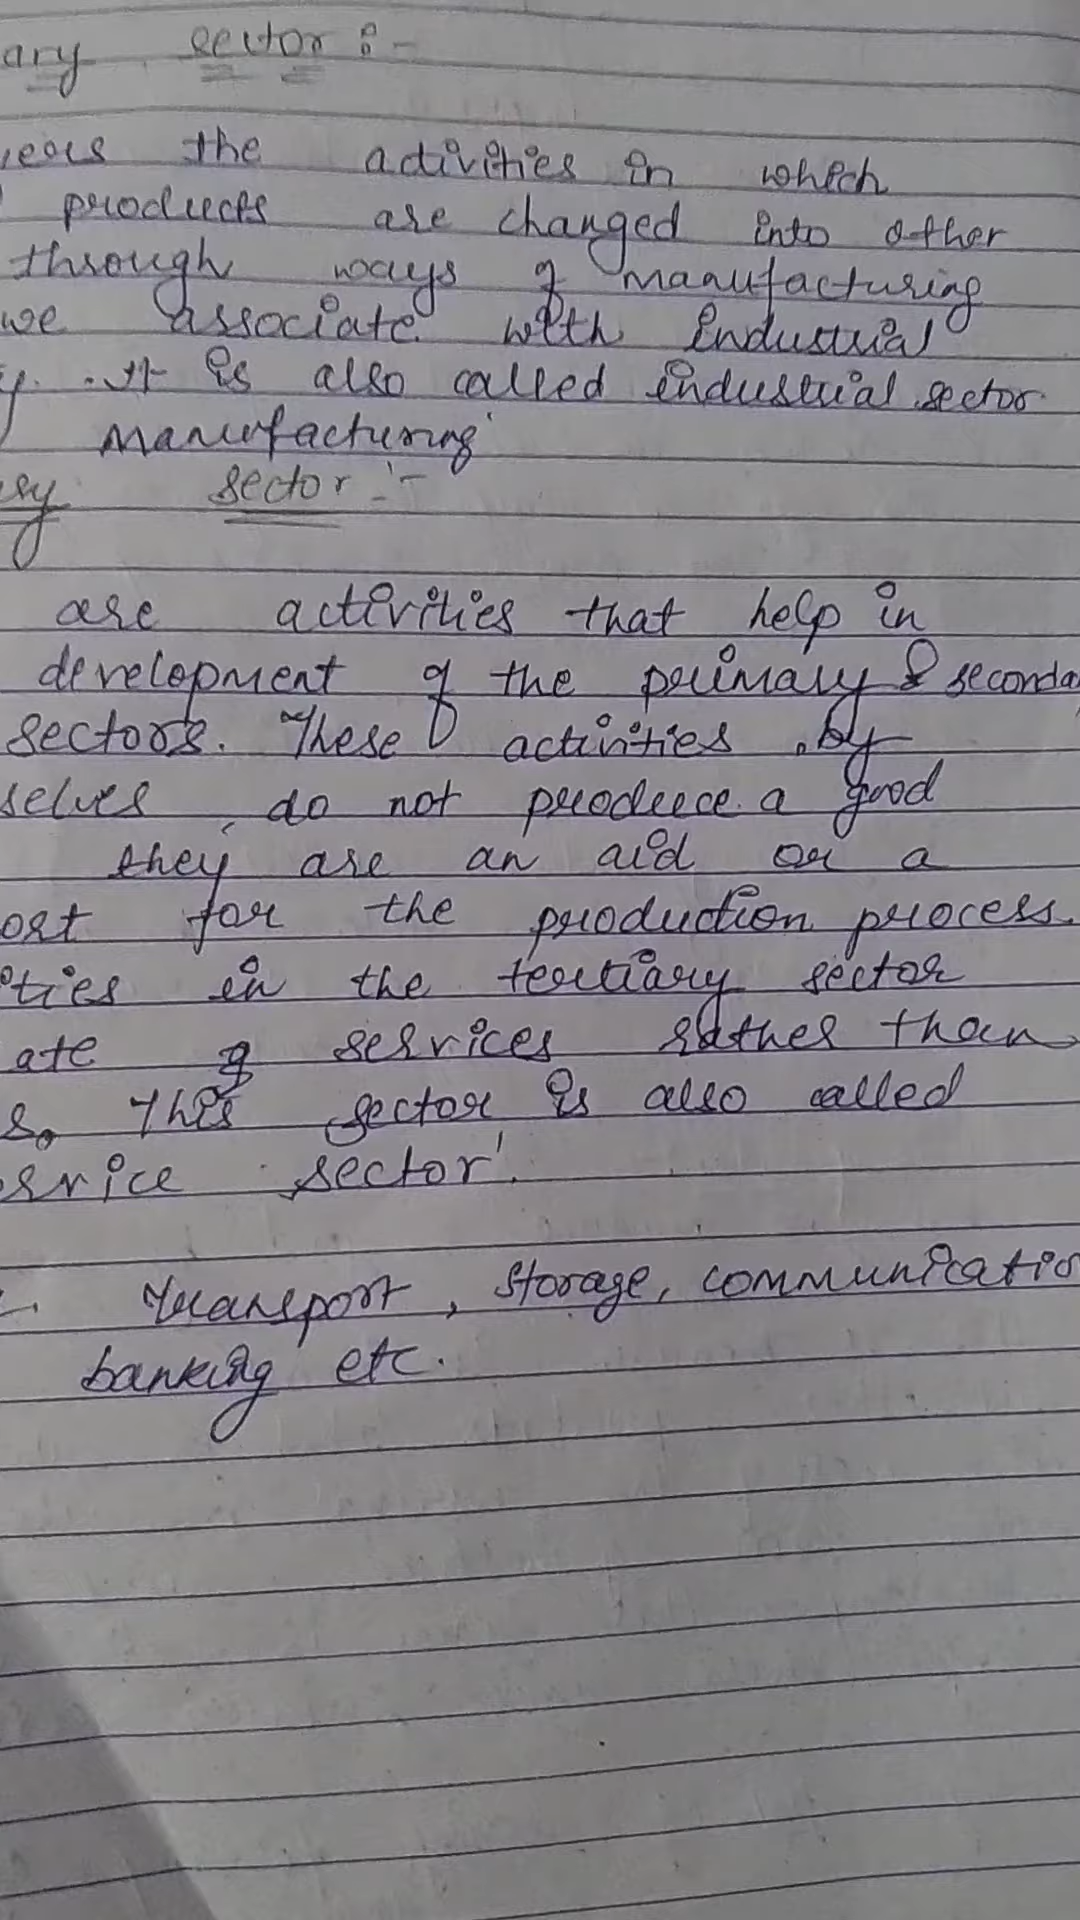 ary sector :-
the activities in which
products are changed into other
through ways of manufacturing
we associate with industrial
y. It is also called industrial sector
Manufacturing
sector :-
are activities that help in
development of the primary & seconda
sectors. These activities by
selves do not produce a good
they are an aid or a
ort for the production process.
ties in the tertiary sector
ate of services rather than
s. This sector is also called
ervice sector'.
Transport, storage, communicatio
banking etc.